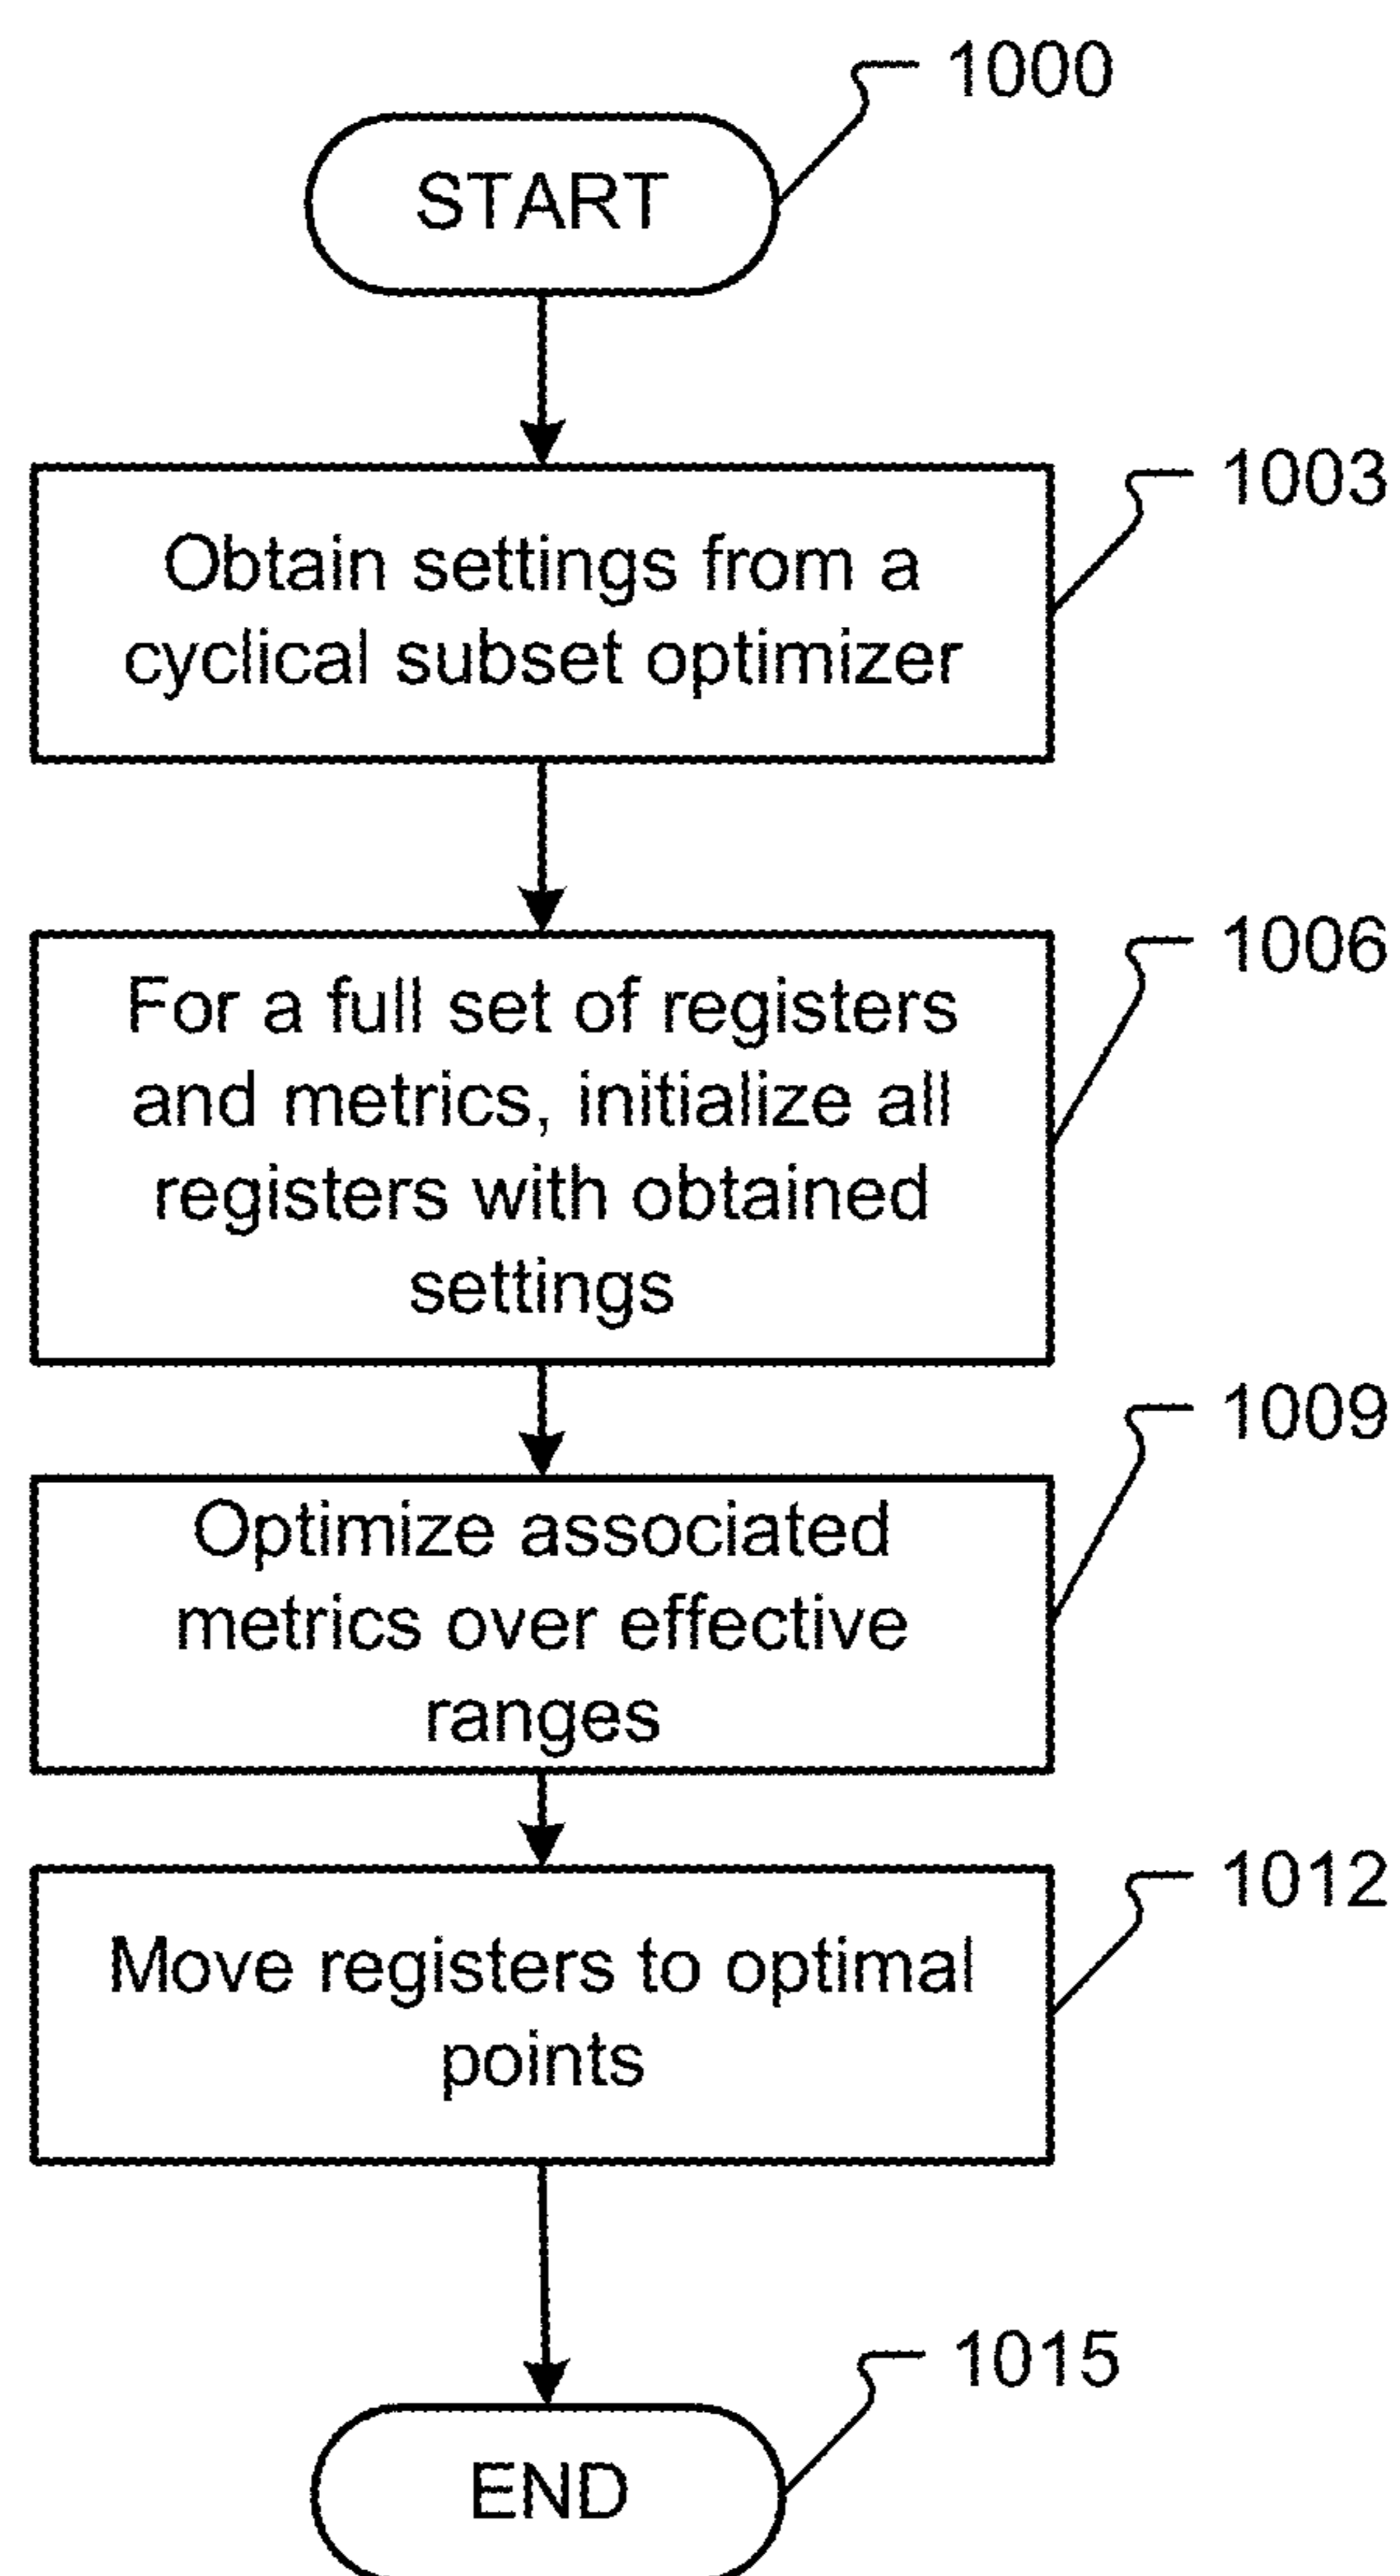 1000
START
1003
Obtain settings from a
cyclical subset optimizer
1006
For a full set of registers
and metrics, initialize all
registers with obtained
settings
1009
Optimize associated
metrics over effective
ranges
1012
Move registers to optimal
points
1015
END